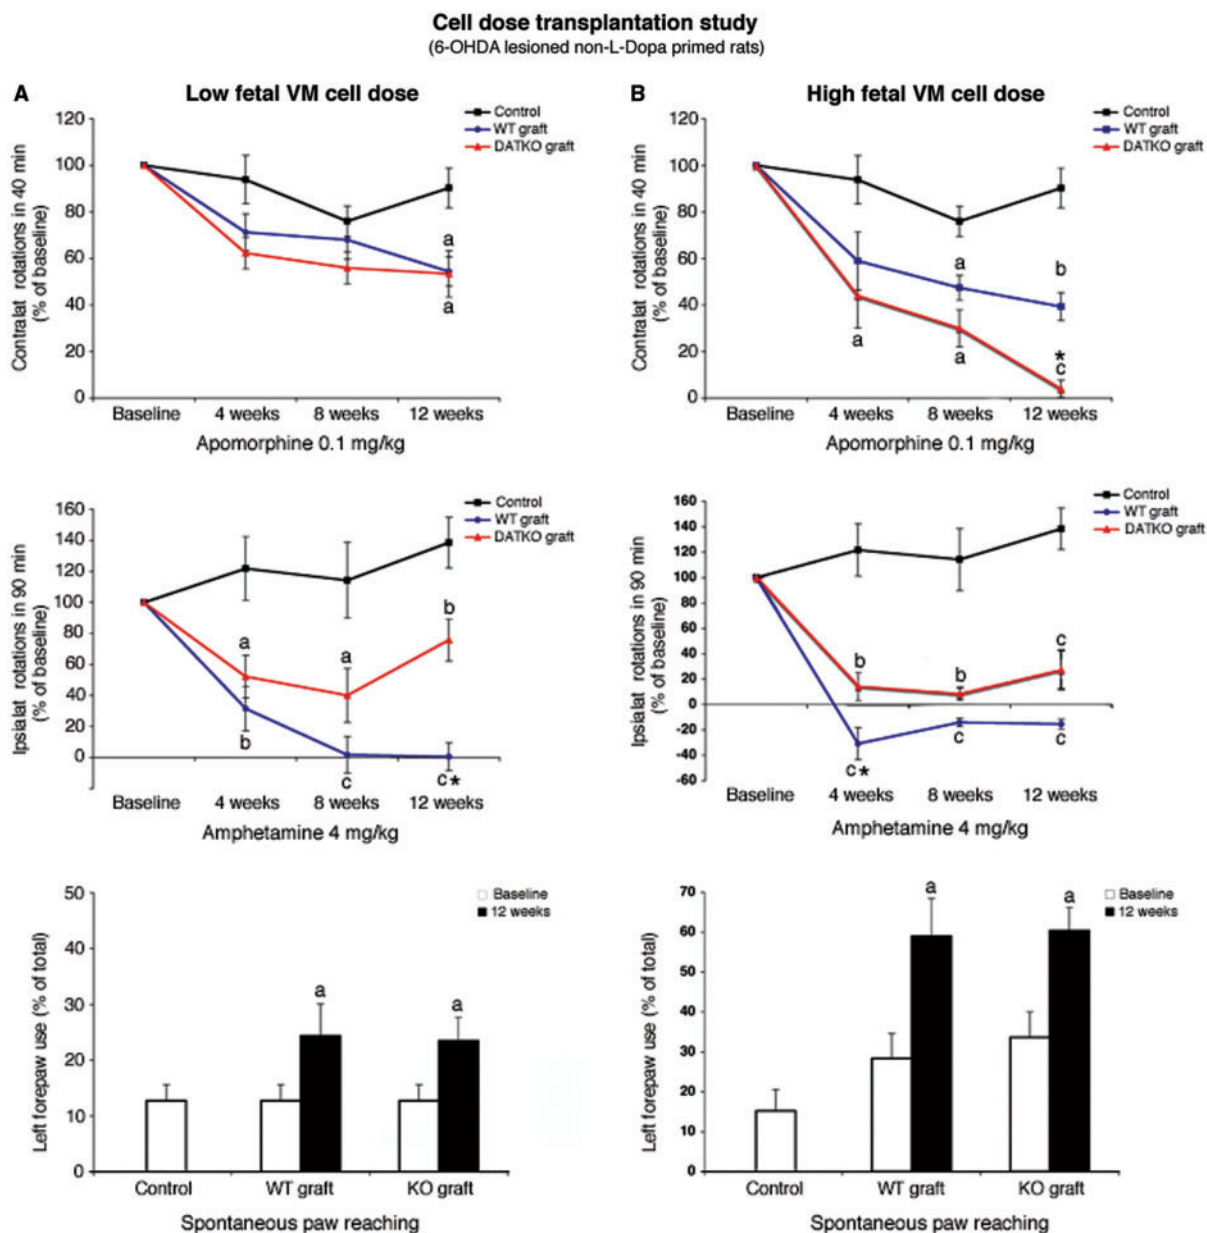 Cell dose transplantation study
(6-OHDA lesioned non-L-Dopa primed rats)
A
Low fetal VM cell dose
Control
WT graft
DATKO graft
Contralat rotations in 40 min
(% of baseline)
120
100
80
60
40
20
0
a
a
Baseline
4 weeks
8 weeks
12 weeks
Apomorphine 0.1 mg/kg
Control
WT graft
DATKO graft
Ipsialat rotations in 90 min
(% of baseline)
160
140
120
100
80
60
40
20
0
a
a
b
b
c
c*
Baseline
4 weeks
8 weeks
12 weeks
Amphetamine 4 mg/kg
Baseline
12 weeks
Left forepaw use (% of total)
50
40
30
20
10
0
a
a
Control
WT graft
KO graft
Spontaneous paw reaching
B
High fetal VM cell dose
Control
WT graft
DATKO graft
Contralat rotations in 40 min
(% of baseline)
120
100
80
60
40
20
0
a
b
a
a
*
c
Baseline
4 weeks
8 weeks
12 weeks
Apomorphine 0.1 mg/kg
Control
WT graft
DATKO graft
Ipsialat rotations in 90 min
(% of baseline)
160
140
120
100
80
60
40
20
0
-20
-40
-60
b
b
c
c*
c
c
Baseline
4 weeks
8 weeks
12 weeks
Amphetamine 4 mg/kg
Baseline
12 weeks
Left forepaw use (% of total)
70
60
50
40
30
20
10
0
a
a
Control
WT graft
KO graft
Spontaneous paw reaching